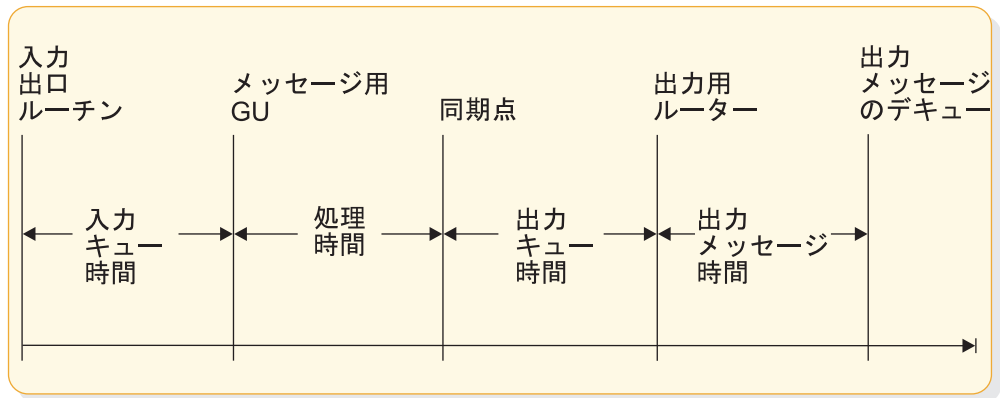 入力
出口
ルーチン
メッセージ用
GU
同期点
出力用
ルーター
出力
メッセージ
のデキュー
入力
キュー
時間
処理
時間
出力
キュー
時間
出力
メッセージ
時間